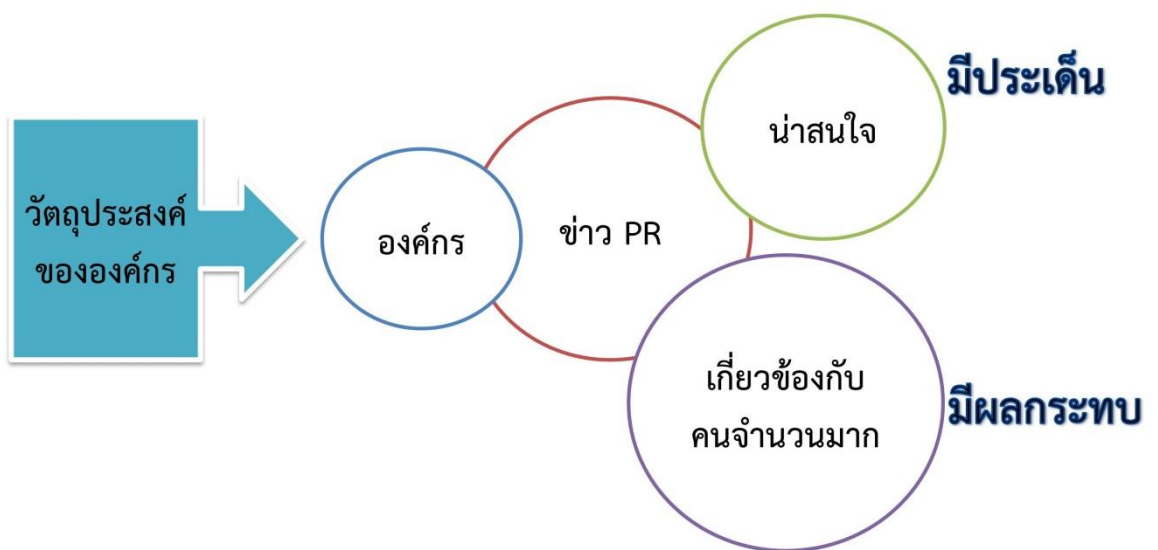 วัตถุประสงค์
ขององค์กร
องค์กร
ข่าว PR
น่าสนใจ
มีประเด็น
เกี่ยวข้องกับ
คนจำนวนมาก
มีผลกระทบ